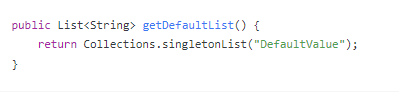 public List<String> getDefaultList() {
    return Collections.singletonList("DefaultValue");
}